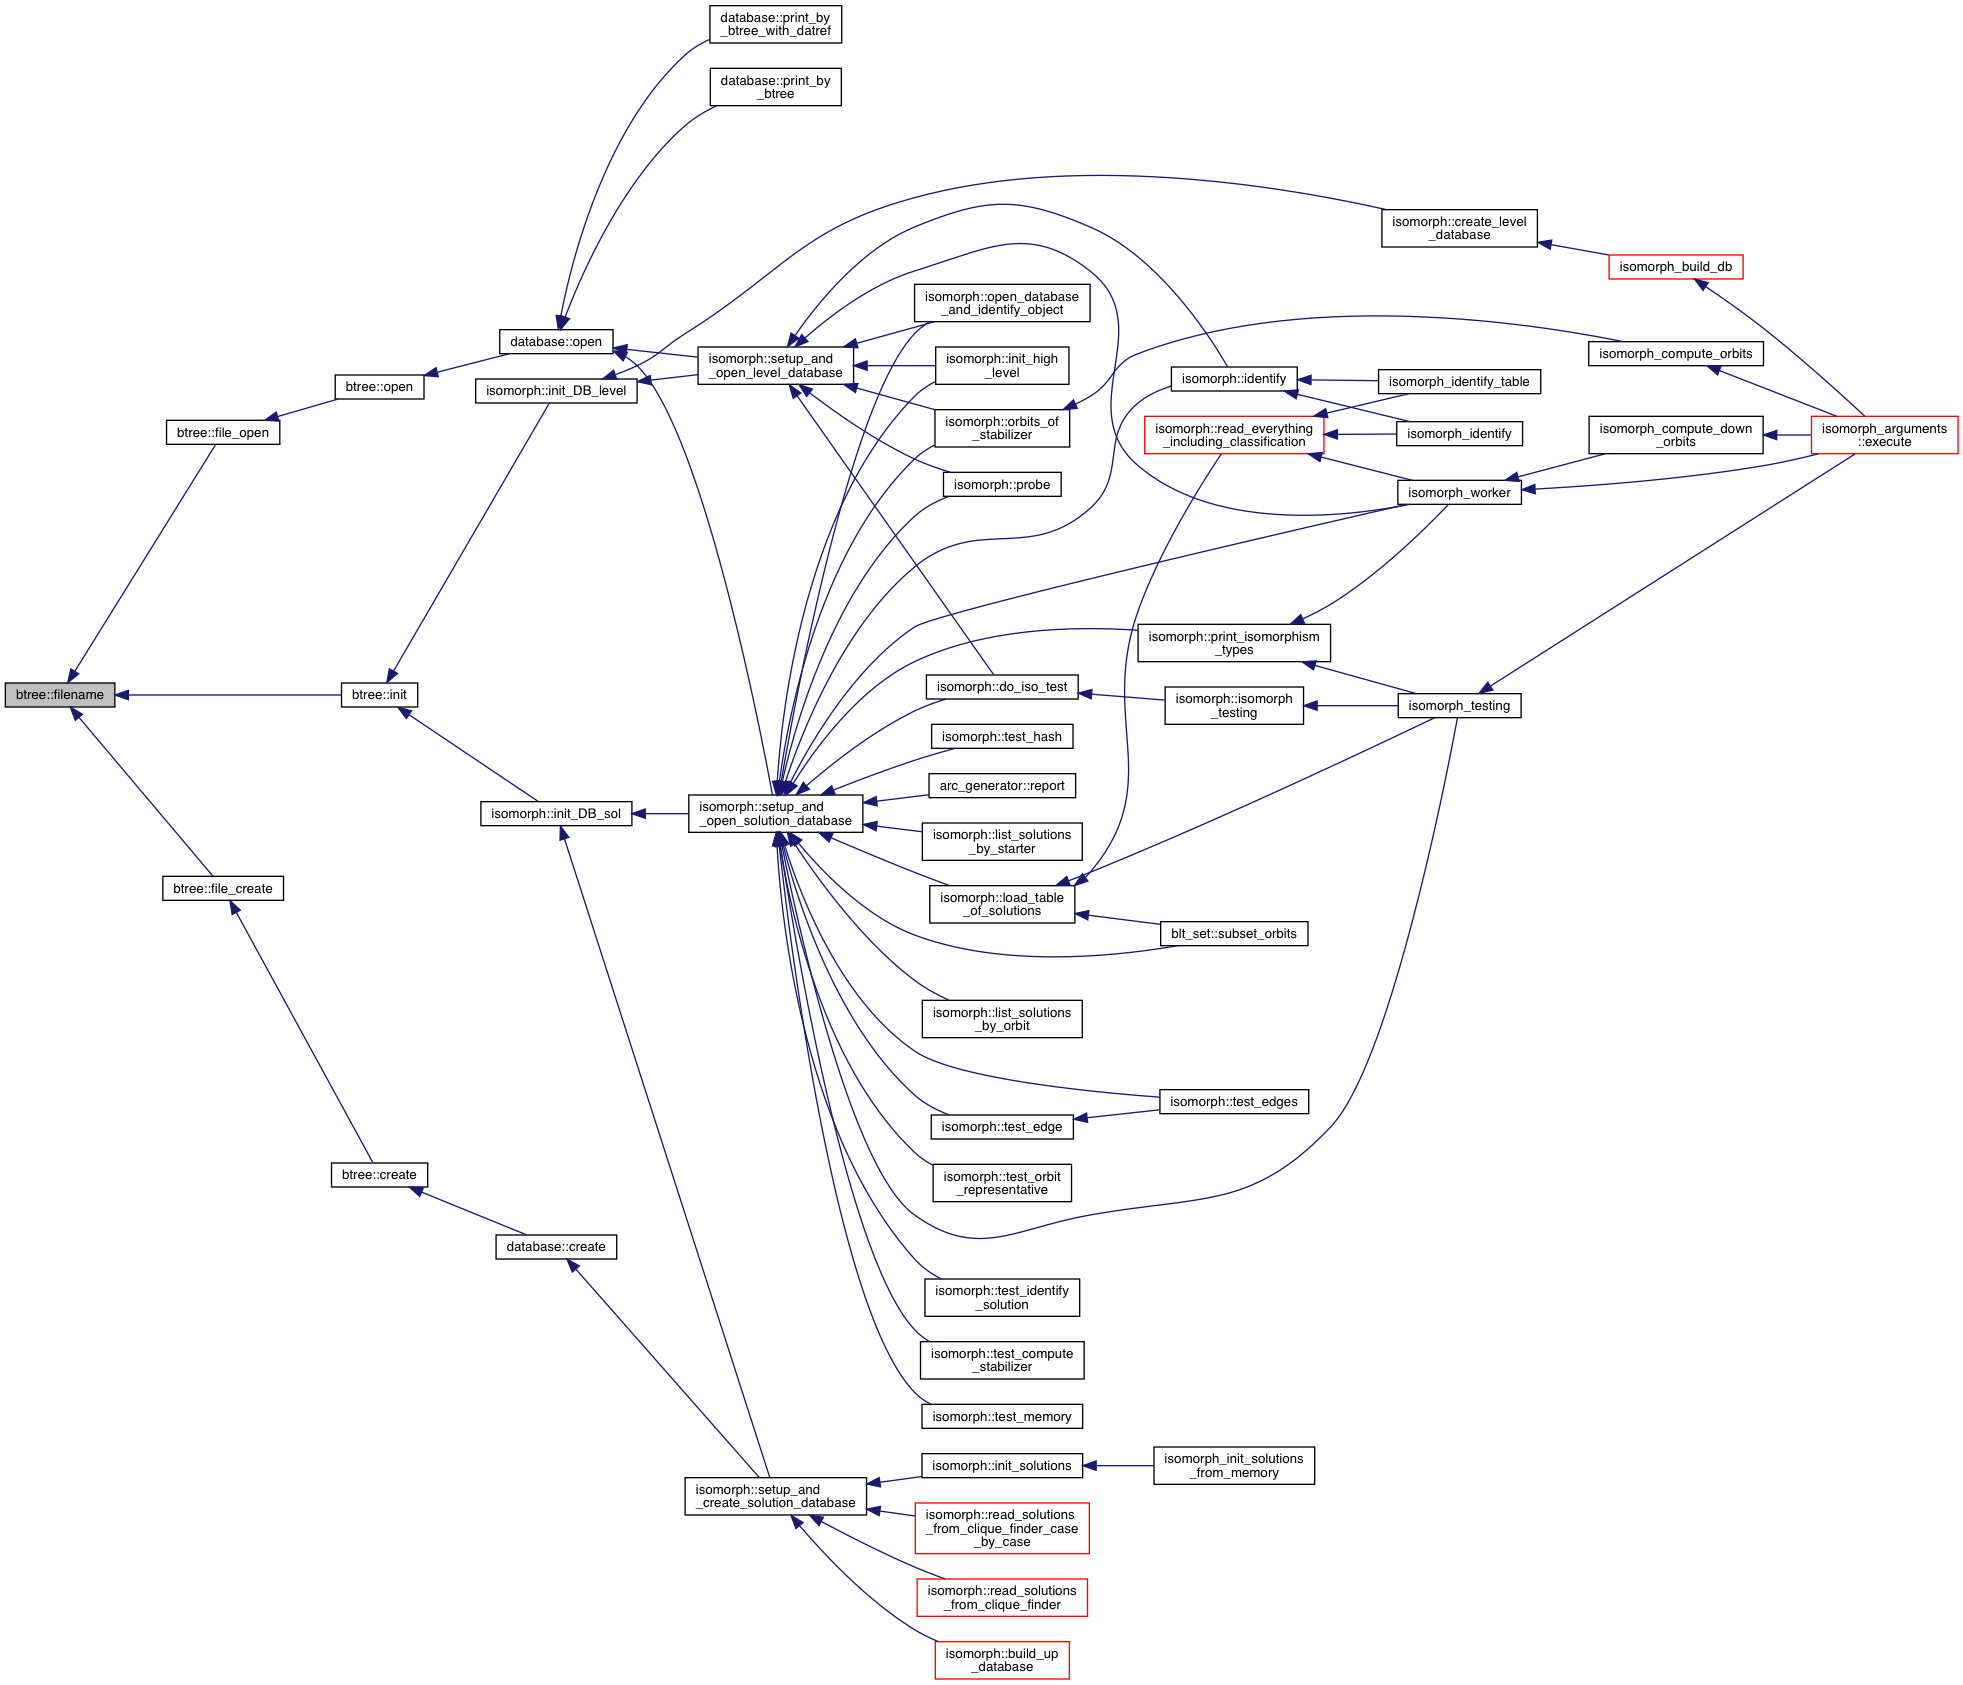 database::print_by
_btree_with_datref
database::print_by
_btree
isomorph::create_level
_database
isomorph_build_db
isomorph::open_database
_and_identify_object
database::open
isomorph::setup_and
_open_level_database
isomorph::init_high
_level
isomorph_compute_orbits
btree::open
isomorph::init_DB_level
isomorph::identify
isomorph_identify_table
btree::file_open
isomorph::orbits_of
_stabilizer
isomorph::read_everything
_including_classification
isomorph_identify
isomorph_compute_down
_orbits
isomorph_arguments
::execute
isomorph::probe
isomorph_worker
isomorph::print_isomorphism
_types
btree::filename
btree::init
isomorph::do_iso_test
isomorph::isomorph
_testing
isomorph_testing
isomorph::test_hash
arc_generator::report
isomorph::init_DB_sol
isomorph::setup_and
_open_solution_database
isomorph::list_solutions
_by_starter
btree::file_create
isomorph::load_table
_of_solutions
blt_set::subset_orbits
isomorph::list_solutions
_by_orbit
isomorph::test_edges
isomorph::test_edge
btree::create
isomorph::test_orbit
_representative
database::create
isomorph::test_identify
_solution
isomorph::test_compute
_stabilizer
isomorph::test_memory
isomorph::init_solutions
isomorph_init_solutions
_from_memory
isomorph::setup_and
_create_solution_database
isomorph::read_solutions
_from_clique_finder_case
_by_case
isomorph::read_solutions
_from_clique_finder
isomorph::build_up
_database